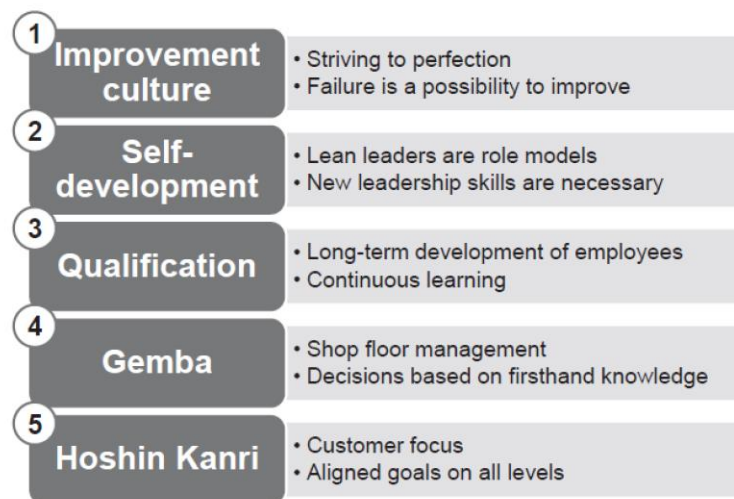 1
Improvement
culture
• Striving to perfection
• Failure is a possibility to improve
2
Self-
development
• Lean leaders are role models
• New leadership skills are necessary
3
Qualification
• Long-term development of employees
• Continuous learning
4
Gemba
• Shop floor management
• Decisions based on firsthand knowledge
5
Hoshin Kanri
• Customer focus
• Aligned goals on all levels